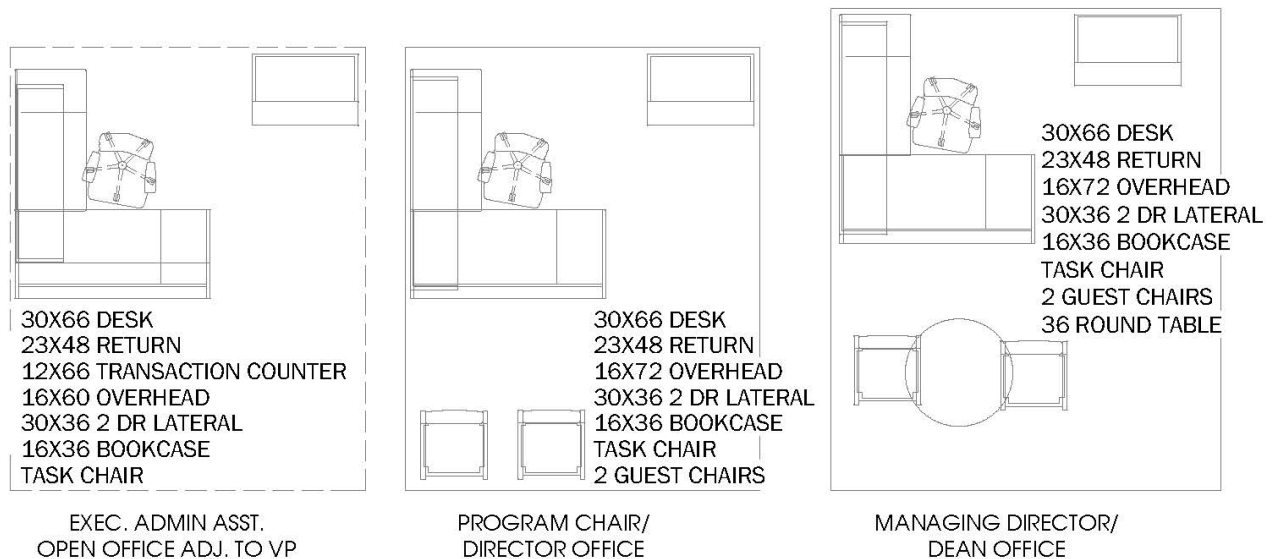 30X66 DESK
23X48 RETURN
12X66 TRANSACTION COUNTER
16X60 OVERHEAD
30X36 2 DR LATERAL
16X36 BOOKCASE
TASK CHAIR
EXEC. ADMIN ASST.
OPEN OFFICE ADJ. TO VP
30X66 DESK
23X48 RETURN
16X72 OVERHEAD
30X36 2 DR LATERAL
16X36 BOOKCASE
TASK CHAIR
2 GUEST CHAIRS
PROGRAM CHAIR/
DIRECTOR OFFICE
30X66 DESK
23X48 RETURN
16X72 OVERHEAD
30X36 2 DR LATERAL
16X36 BOOKCASE
TASK CHAIR
2 GUEST CHAIRS
36 ROUND TABLE
MANAGING DIRECTOR/
DEAN OFFICE